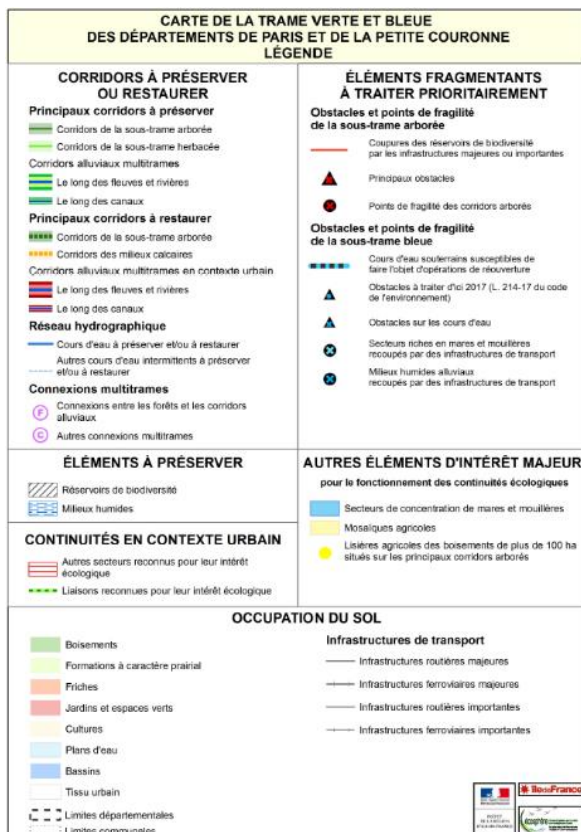 CARTE DE LA TRAME VERTE ET BLEUE
DES DÉPARTEMENTS DE PARIS ET DE LA PETITE COURONNE
LÉGENDE
CORRIDORS À PRÉSERVER
OU RESTAURER
Principaux corridors à préserver
Corridors de la sous-trame arborée
Corridors de la sous-trame herbacée
Corridors alluviaux multitrames
Le long des fleuves et rivières
Le long des canaux
Principaux corridors à restaurer
Corridors de la sous-trame arborée
Corridors des milieux calcaires
Corridors alluviaux multitrames en contexte urbain
Le long des fleuves et rivières
Le long des canaux
Réseau hydrographique
Cours d'eau à préserver et/ou à restaurer
Autres cours d'eau intermittents à préserver
et/ou à restaurer
Connexions multitrames
F
Connexions entre les forêts et les corridors
alluviaux
C
Autres connexions multitrames
ÉLÉMENTS FRAGMENTANTS
À TRAITER PRIORITAIREMENT
Obstacles et points de fragilité
de la sous-trame arborée
Coupures des réservoirs de biodiversité
par les infrastructures majeures ou importantes
Principaux obstacles
Points de fragilité des corridors arborés
Obstacles et points de fragilité
de la sous-trame bleue
Cours d'eau souterrains susceptibles de
faire l'objet d'opérations de réouverture
Obstacles à traiter d'ici 2017 (L. 214-17 du code
de l'environnement)
Obstacles sur les cours d'eau
Secteurs riches en mares et mouillères
recoupés par des infrastructures de transport
Milieux humides alluviaux
recoupés par des infrastructures de transport
ÉLÉMENTS À PRÉSERVER
Réservoirs de biodiversité
Milieux humides
CONTINUITÉS EN CONTEXTE URBAIN
Autres secteurs reconnus pour leur intérêt
écologique
Liaisons reconnues pour leur intérêt écologique
AUTRES ÉLÉMENTS D'INTÉRÊT MAJEUR
pour le fonctionnement des continuités écologiques
Secteurs de concentration de mares et mouillères
Mosaïques agricoles
Lisières agricoles des boisements de plus de 100 ha
situés sur les principaux corridors arborés
OCCUPATION DU SOL
Boisements
Formations à caractère prairial
Friches
Jardins et espaces verts
Cultures
Plans d'eau
Bassins
Tissu urbain
Limites départementales
Limites communales
Infrastructures de transport
Infrastructures routières majeures
Infrastructures ferroviaires majeures
Infrastructures routières importantes
Infrastructures ferroviaires importantes
îledeFrance
écosphère